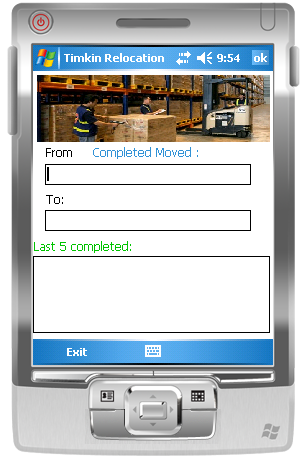 Timkin Relocation 9:54 ok
From Completed Moved :
To:
Last 5 completed:
Exit